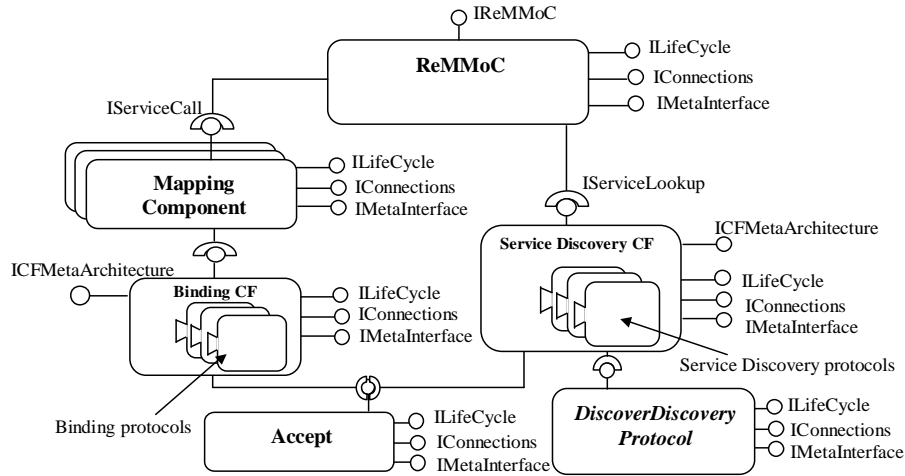 IReMMoC
ReMMoC
ILifeCycle
IConnections
IMetaInterface
IServiceCall
Mapping
Component
ILifeCycle
IConnections
IMetaInterface
IServiceLookup
ICFMetaArchitecture
Binding CF
ILifeCycle
IConnections
IMetaInterface
Service Discovery CF
ICFMetaArchitecture
ILifeCycle
IConnections
IMetaInterface
Binding protocols
Service Discovery protocols
Accept
ILifeCycle
IConnections
IMetaInterface
DiscoverDiscovery
Protocol
ILifeCycle
IConnections
IMetaInterface